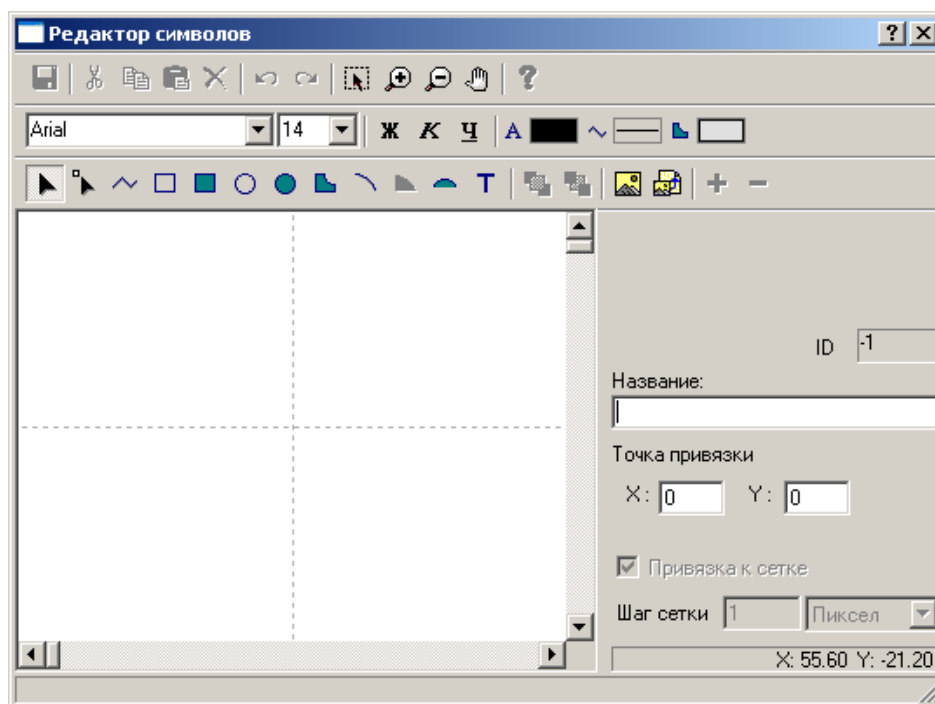 Редактор символов
Arial 14 Ж К Ч A
T
ID -1
Название:
Точка привязки
X: 0 Y: 0
Привязка к сетке
Шаг сетки 1 Пиксел
X: 55.60 Y: -21.20